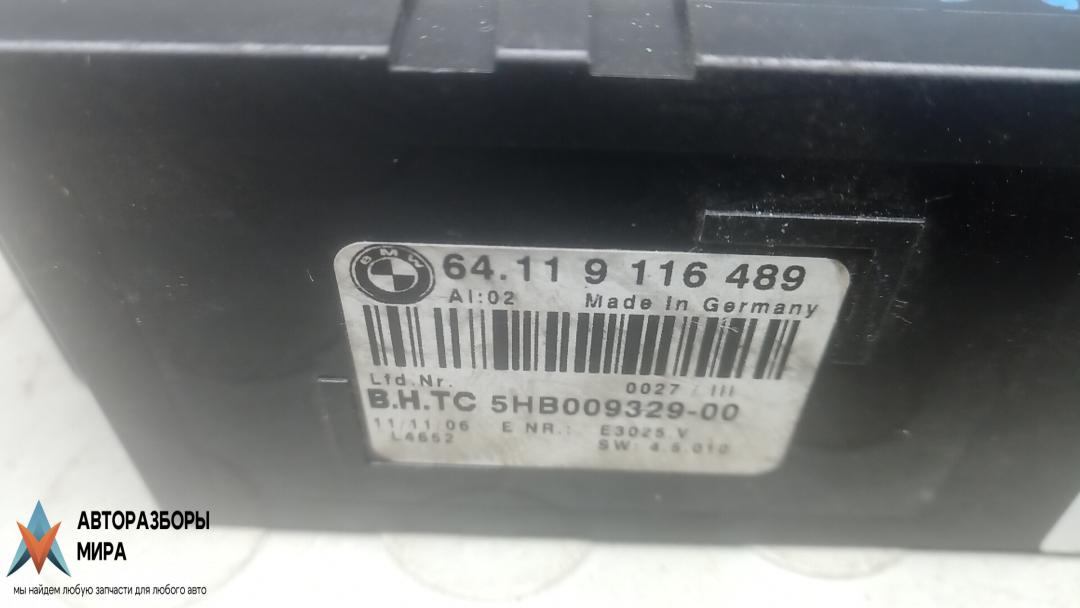 BMW
64.11 9 116 489
AI:02 Made In Germany
Lfd.Nr. 0027 / III
B.H.TC 5HB009329-00
11/11/06 E NR.: E3025 V
L4652 SW: 4.5.010
АВТОРАЗБОРЫ
МИРА
мы найдем любую запчасти для любого авто